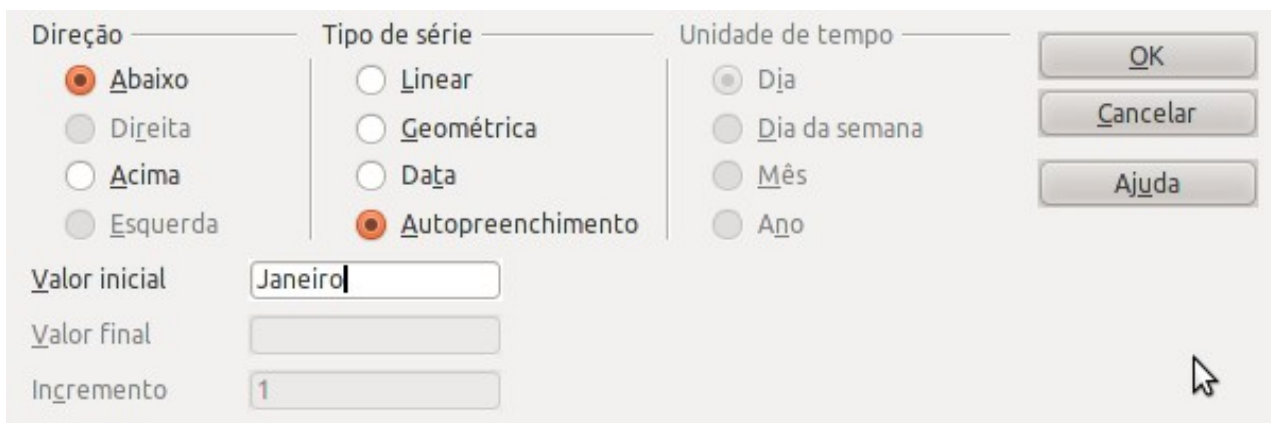 Direção
Abaixo
Direita
Acima
Esquerda
Tipo de série
Linear
Geométrica
Data
Autopreenchimento
Unidade de tempo
Dia
Dia da semana
Mês
Ano
OK
Cancelar
Ajuda
Valor inicial Janeiro
Valor final
Incremento 1